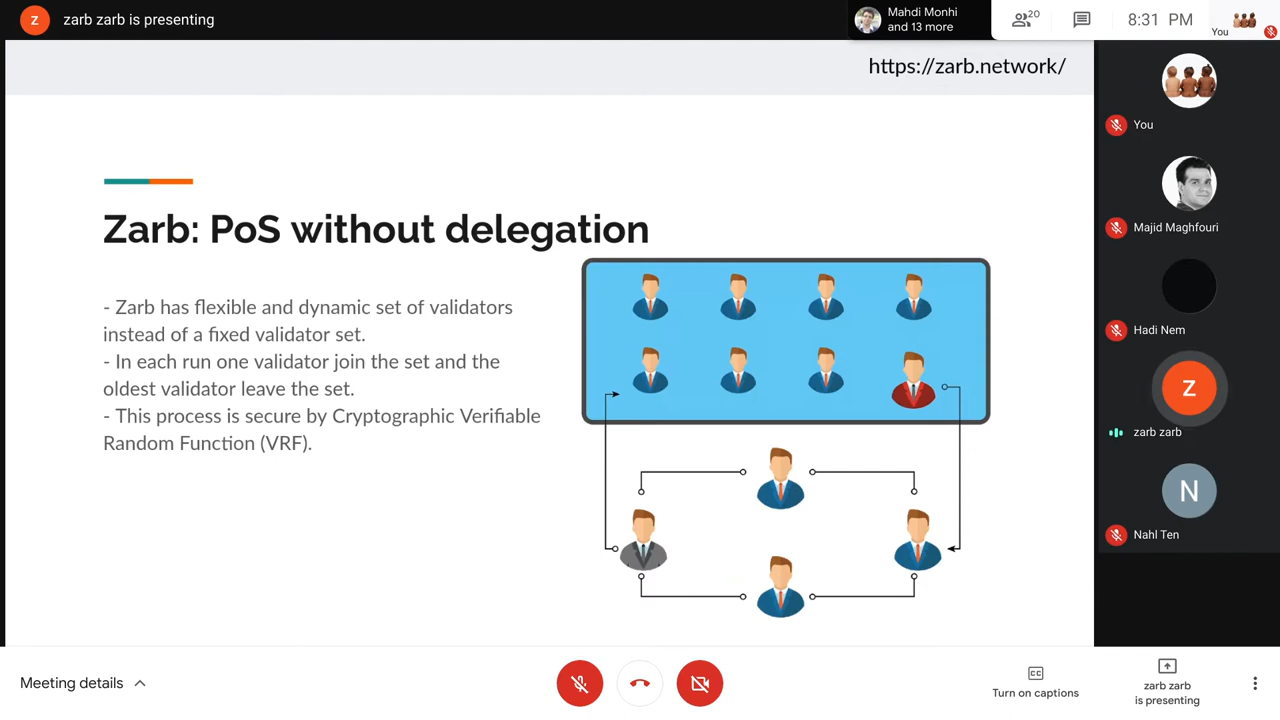 Z
zarb zarb is presenting
Mahdi Monhi
and 13 more
20
8:31 PM
You
https://zarb.network/
Zarb: PoS without delegation
- Zarb has flexible and dynamic set of validators
instead of a fixed validator set.
- In each run one validator join the set and the
oldest validator leave the set.
- This process is secure by Cryptographic Verifiable
Random Function (VRF).
You
Majid Maghfouri
Hadi Nem
Z
zarb zarb
N
Nahl Ten
Meeting details
CC
Turn on captions
zarb zarb
is presenting